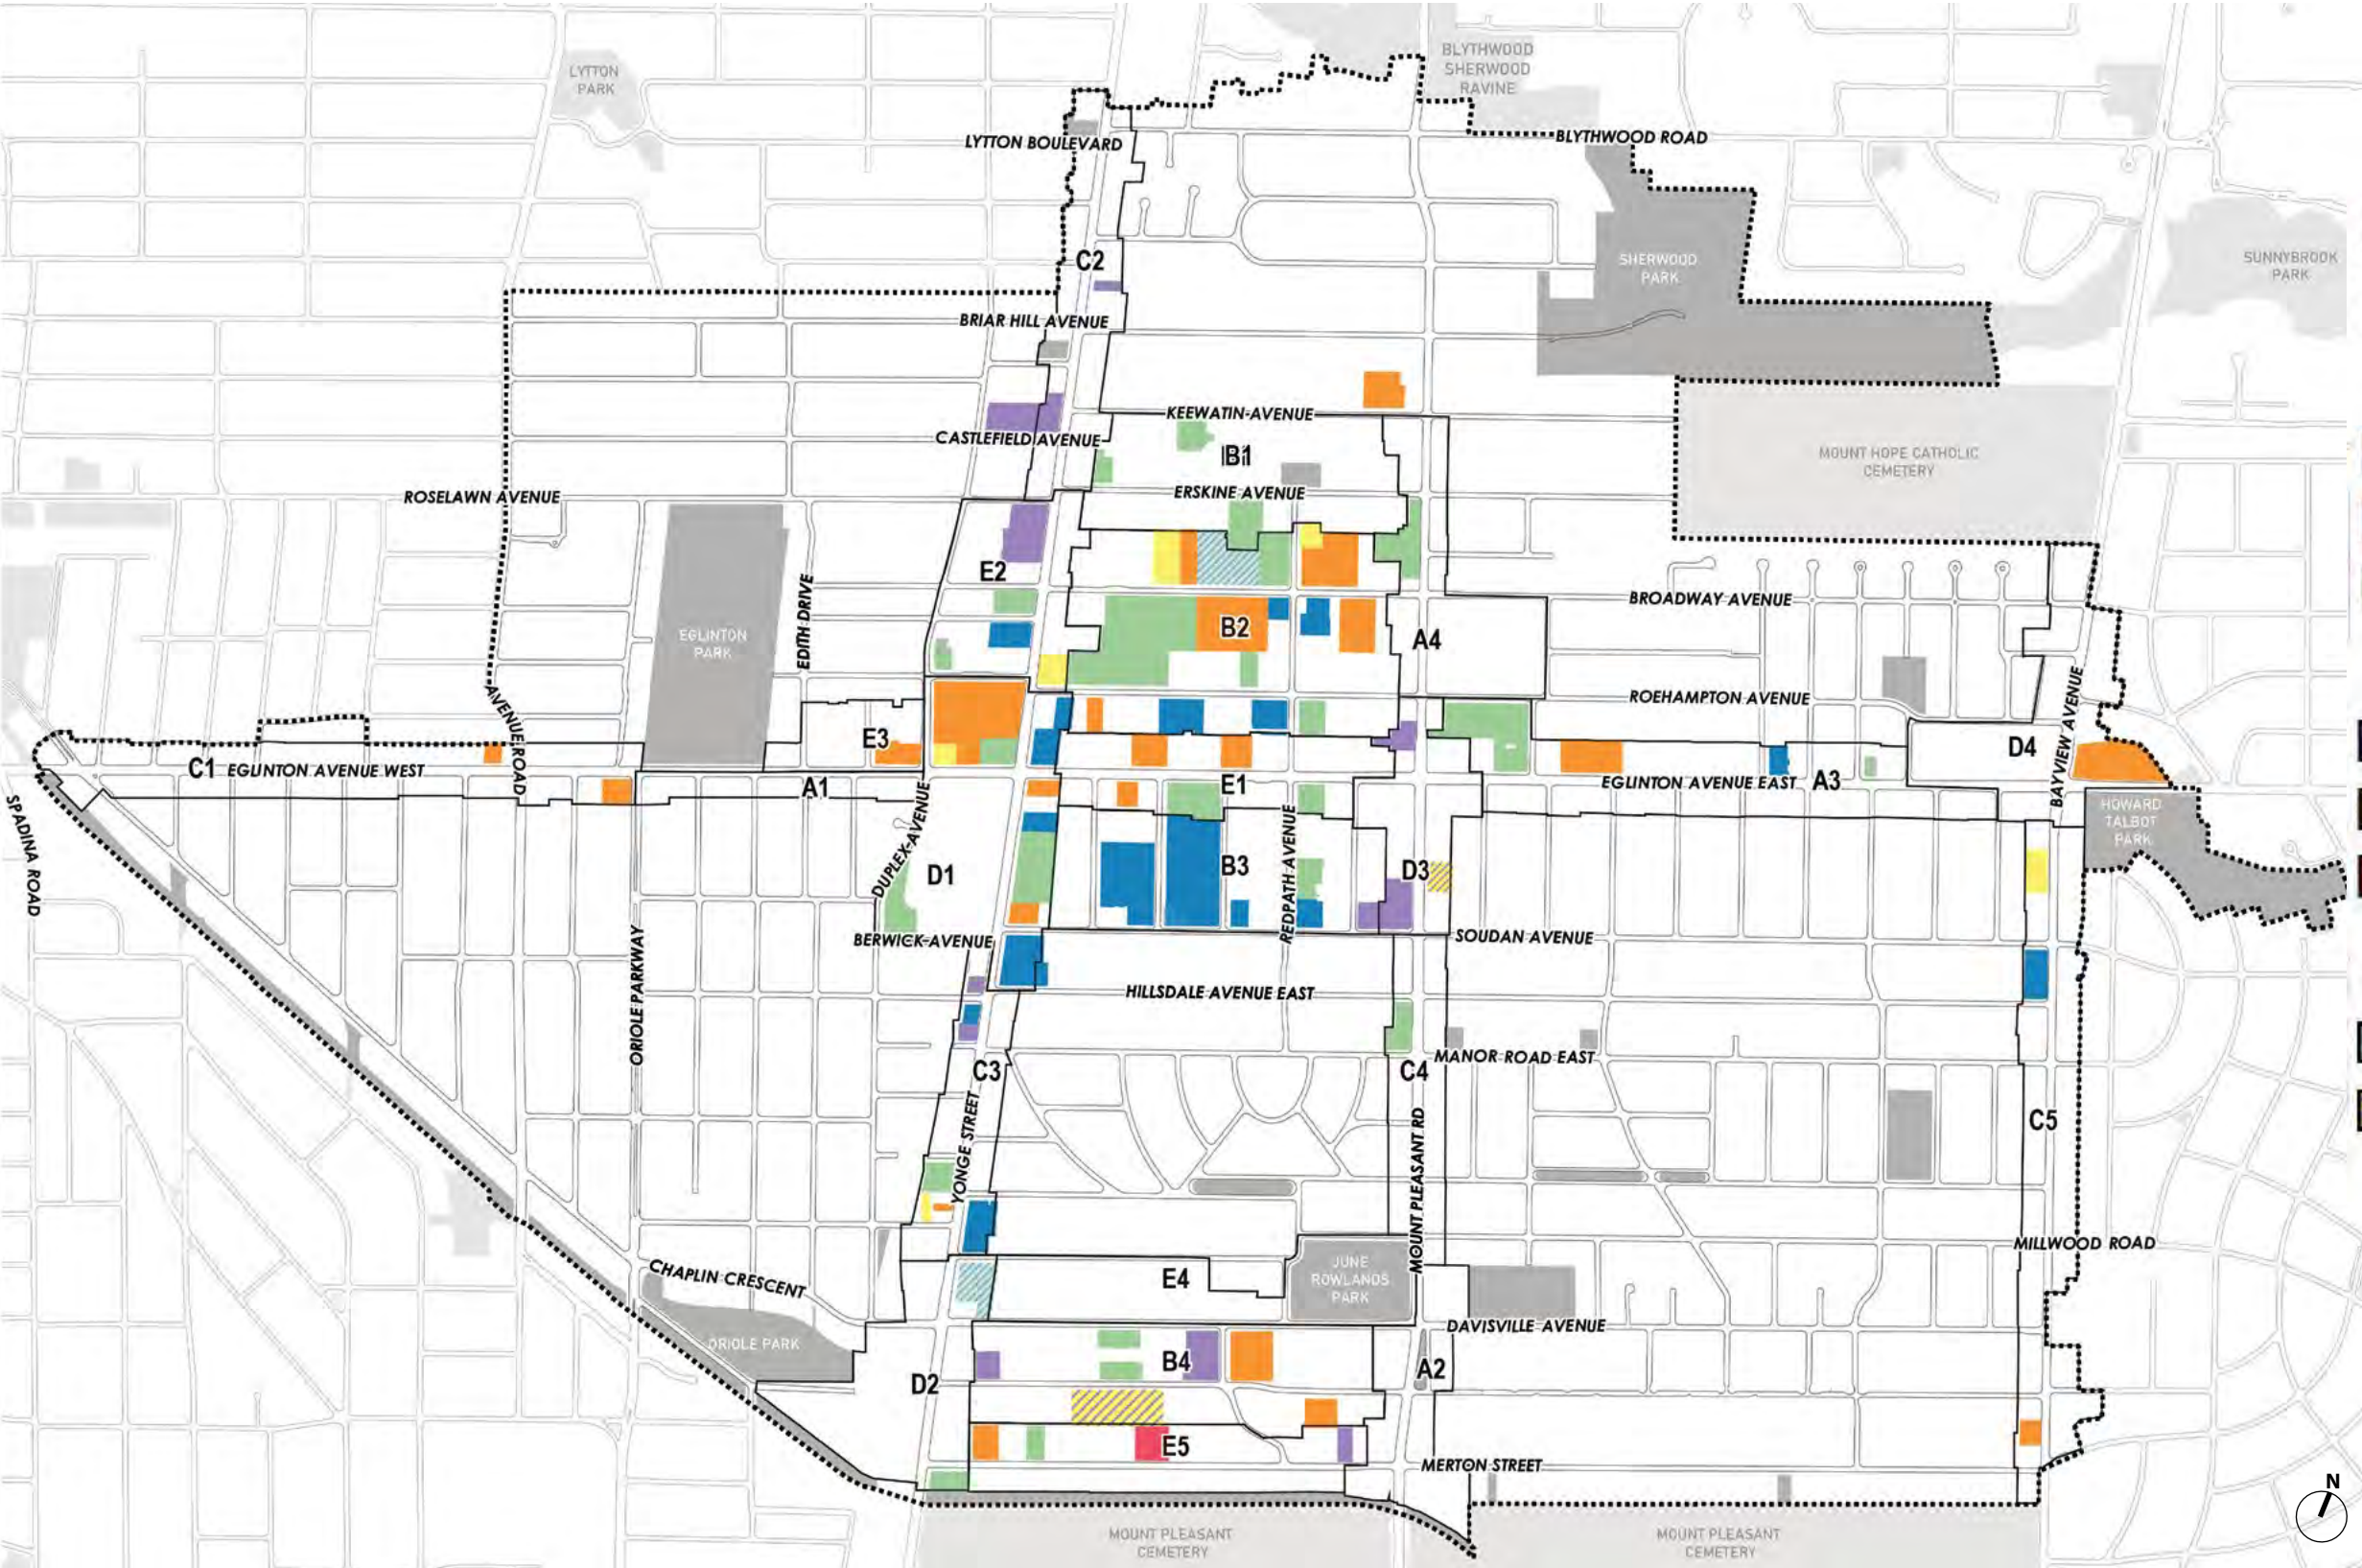 BLYTHWOOD
SHERWOOD
RAVINE
LYTTON
PARK
LYTTON BOULEVARD
BLYTHWOOD ROAD
C2
SHERWOOD
PARK
SUNNYBROOK
PARK
BRIAR HILL AVENUE
KEEWATIN AVENUE
CASTLEFIELD AVENUE
B1
MOUNT HOPE CATHOLIC
CEMETERY
ROSELAWN AVENUE
ERSKINE AVENUE
E2
BROADWAY AVENUE
EGLINTON
PARK
EDITH DRIVE
B2
A4
ROEHAMPTON AVENUE
AVENUE ROAD
E3
BAYVIEW AVENUE
D4
C1
EGLINTON AVENUE WEST
A1
E1
EGLINTON AVENUE EAST
A3
HOWARD
TALBOT
PARK
SPADINA ROAD
DUPLEX AVENUE
D1
B3
REDPATH AVENUE
D3
BERWICK AVENUE
SOUDAN AVENUE
ORIOLE PARKWAY
HILLSDALE AVENUE EAST
MANOR ROAD EAST
C3
C4
YONGE STREET
MOUNT PLEASANT RD
C5
MILLWOOD ROAD
CHAPLIN CRESCENT
E4
JUNE
ROWLANDS
PARK
ORIOLE PARK
DAVISVILLE AVENUE
B4
A2
D2
E5
MERTON STREET
N
MOUNT PLEASANT
CEMETERY
MOUNT PLEASANT
CEMETERY